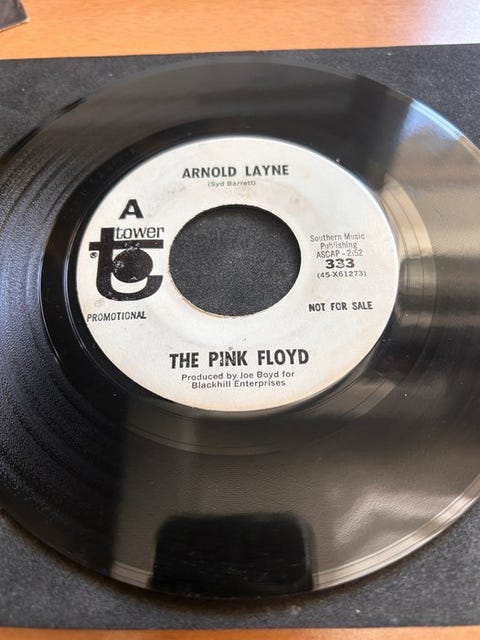 ARNOLD LAYNE
(Syd Barrett)
A
tower
Southern Music
Publishing
ASCAP - 2:52
333
(45-X61273)
PROMOTIONAL
NOT FOR SALE
THE PINK FLOYD
Produced by Joe Boyd for
Blackhill Enterprises